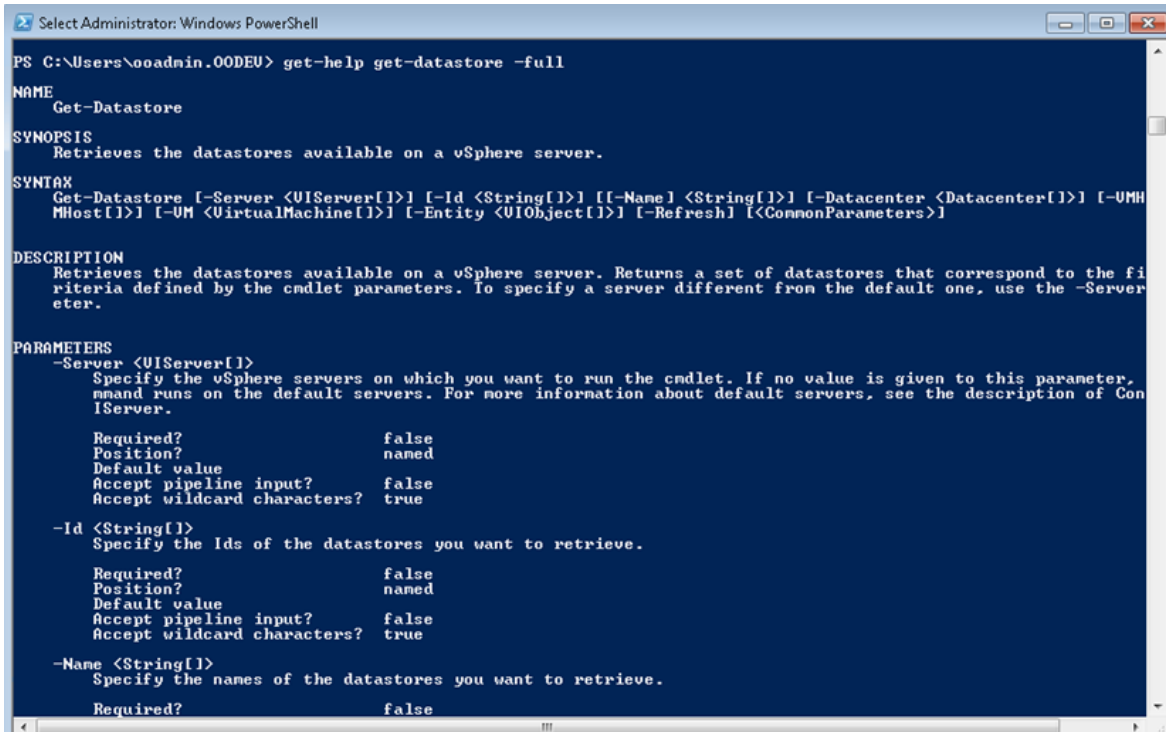 Select Administrator: Windows PowerShell
PS C:\Users\ooadmin.OODEV> get-help get-datastore -full
NAME
Get-Datastore
SYNOPSIS
Retrieves the datastores available on a vSphere server.
SYNTAX
Get-Datastore [-Server <VIServer[]>] [-Id <String[]>] [[-Name] <String[]>] [-Datacenter <Datacenter[]>] [-VMH
MHost[]>] [-VM <VirtualMachine[]>] [-Entity <VIObject[]>] [-Refresh] [<CommonParameters>]
DESCRIPTION
Retrieves the datastores available on a vSphere server. Returns a set of datastores that correspond to the fi
riteria defined by the cmdlet parameters. To specify a server different from the default one, use the -Server
eter.
PARAMETERS
-Server <VIServer[]>
Specify the vSphere servers on which you want to run the cmdlet. If no value is given to this parameter,
mmand runs on the default servers. For more information about default servers, see the description of Con
IServer.
Required? false
Position? named
Default value
Accept pipeline input? false
Accept wildcard characters? true
-Id <String[]>
Specify the Ids of the datastores you want to retrieve.
Required? false
Position? named
Default value
Accept pipeline input? false
Accept wildcard characters? true
-Name <String[]>
Specify the names of the datastores you want to retrieve.
Required? false